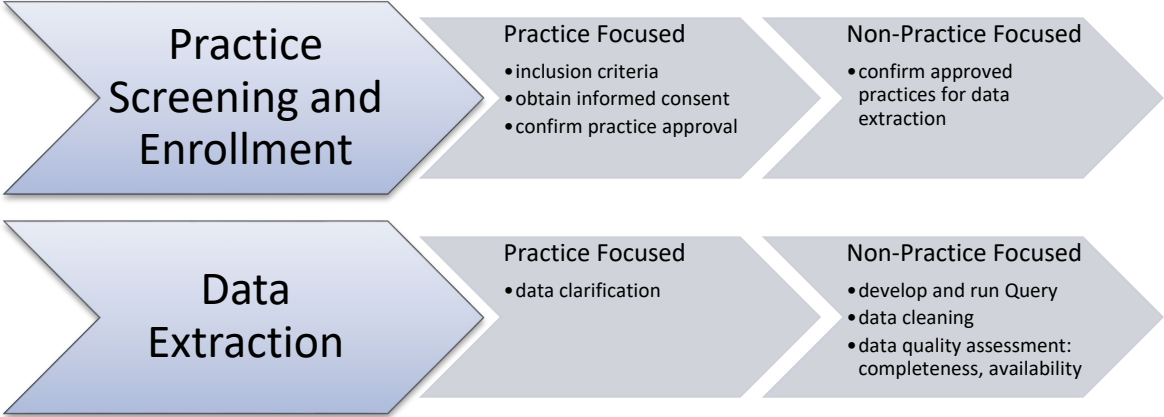 Practice
Screening and
Enrollment
Practice Focused
•inclusion criteria
•obtain informed consent
•confirm practice approval
Non-Practice Focused
•confirm approved
practices for data
extraction
Data
Extraction
Practice Focused
•data clarification
Non-Practice Focused
•develop and run Query
•data cleaning
•data quality assessment:
completeness, availability